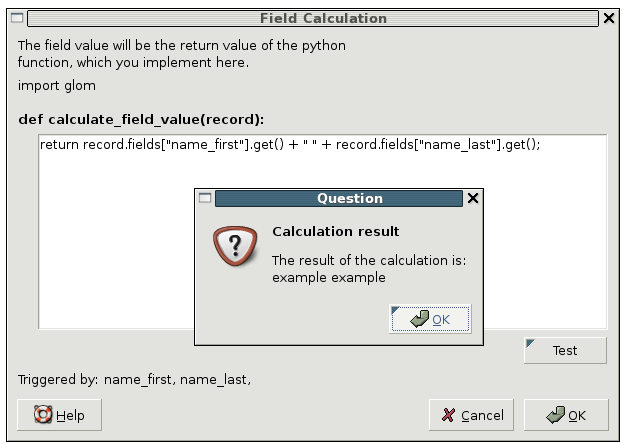 Field Calculation
The field value will be the return value of the python
function, which you implement here.
import glom
def calculate_field_value(record):
return record.fields["name_first"].get() + " " + record.fields["name_last"].get();
Question
Calculation result
The result of the calculation is:
example example
OK
Test
Triggered by: name_first, name_last,
Help
Cancel
OK